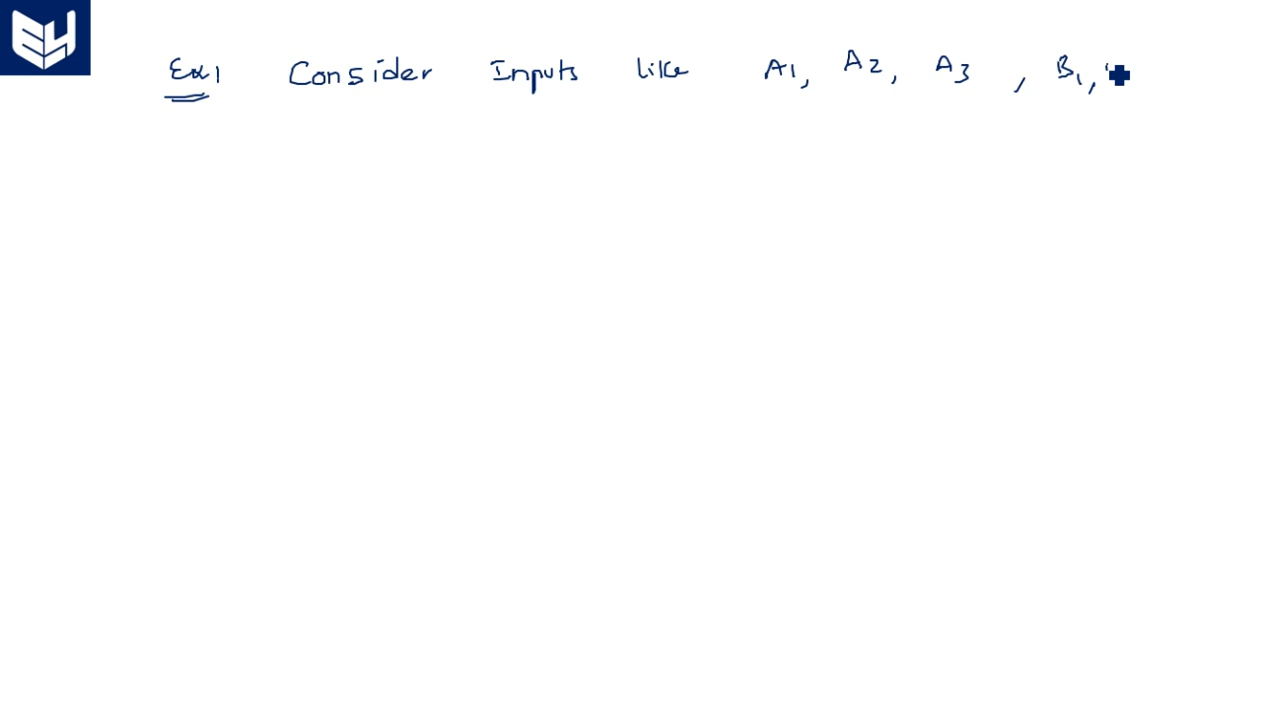 Ex1 Consider Inputs like A1, A2, A3 , B1,